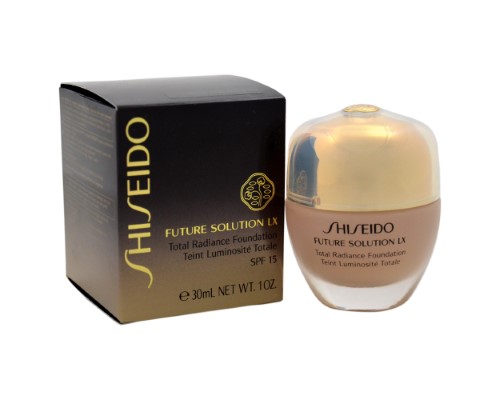 SHISEIDO
FUTURE SOLUTION LX
Total Radiance Foundation
Teint Luminosité Totale
SPF 15
℮ 30mL NET WT. 1OZ.
SHISEIDO
FUTURE SOLUTION LX
Total Radiance Foundation
Teint Luminosité Totale